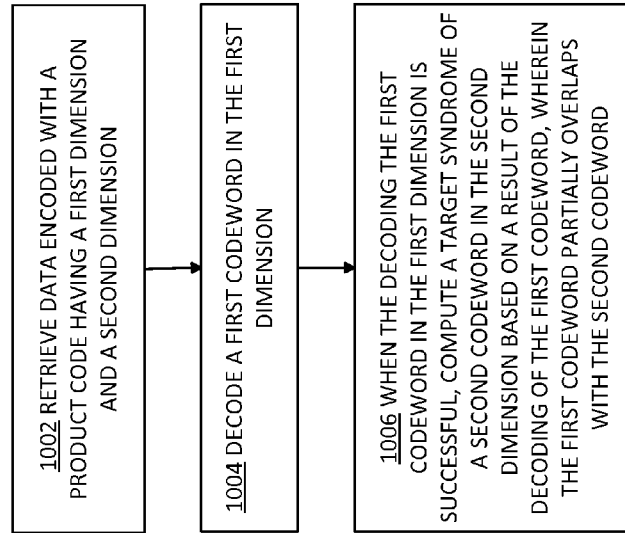 1002 RETRIEVE DATA ENCODED WITH A
PRODUCT CODE HAVING A FIRST DIMENSION
AND A SECOND DIMENSION
1004 DECODE A FIRST CODEWORD IN THE FIRST
DIMENSION
1006 WHEN THE DECODING THE FIRST
CODEWORD IN THE FIRST DIMENSION IS
SUCCESSFUL, COMPUTE A TARGET SYNDROME OF
A SECOND CODEWORD IN THE SECOND
DIMENSION BASED ON A RESULT OF THE
DECODING OF THE FIRST CODEWORD, WHEREIN
THE FIRST CODEWORD PARTIALLY OVERLAPS
WITH THE SECOND CODEWORD